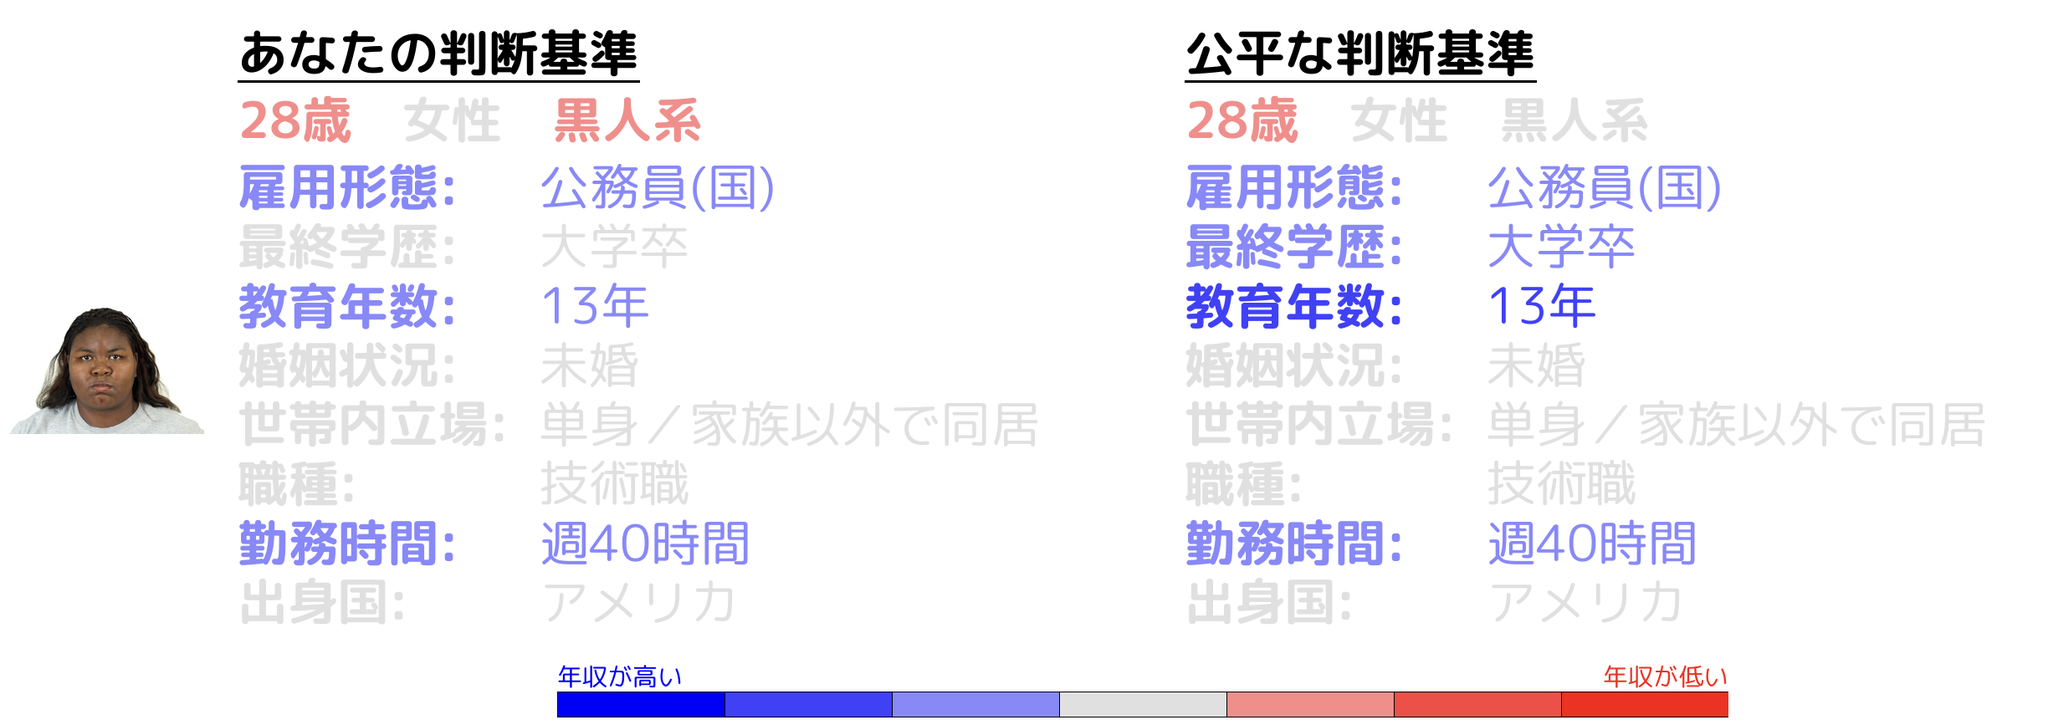 あなたの判断基準
28歳 女性 黒人系
雇用形態: 公務員(国)
最終学歴: 大学卒
教育年数: 13年
婚姻状況: 未婚
世帯内立場: 単身／家族以外で同居
職種: 技術職
勤務時間: 週40時間
出身国: アメリカ
公平な判断基準
28歳 女性 黒人系
雇用形態: 公務員(国)
最終学歴: 大学卒
教育年数: 13年
婚姻状況: 未婚
世帯内立場: 単身／家族以外で同居
職種: 技術職
勤務時間: 週40時間
出身国: アメリカ
年収が高い 年収が低い